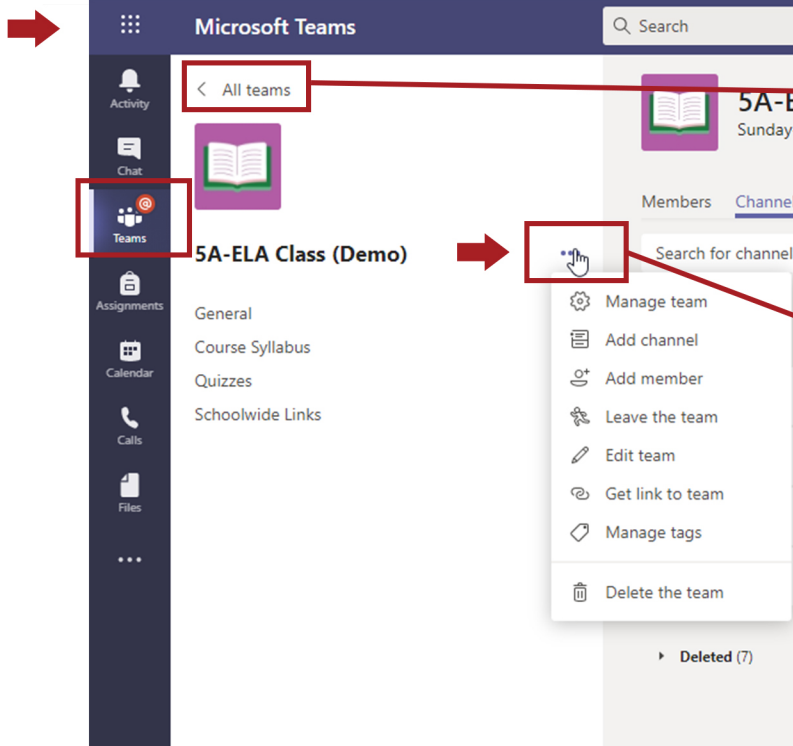 Microsoft Teams
Search
Activity
Chat
@
Teams
Assignments
Calendar
Calls
Files
All teams
5A-ELA Class (Demo)
General
Course Syllabus
Quizzes
Schoolwide Links
Sunday
Members Channel
Search for channel
Manage team
Add channel
Add member
Leave the team
Edit team
Get link to team
Manage tags
Delete the team
Deleted (7)